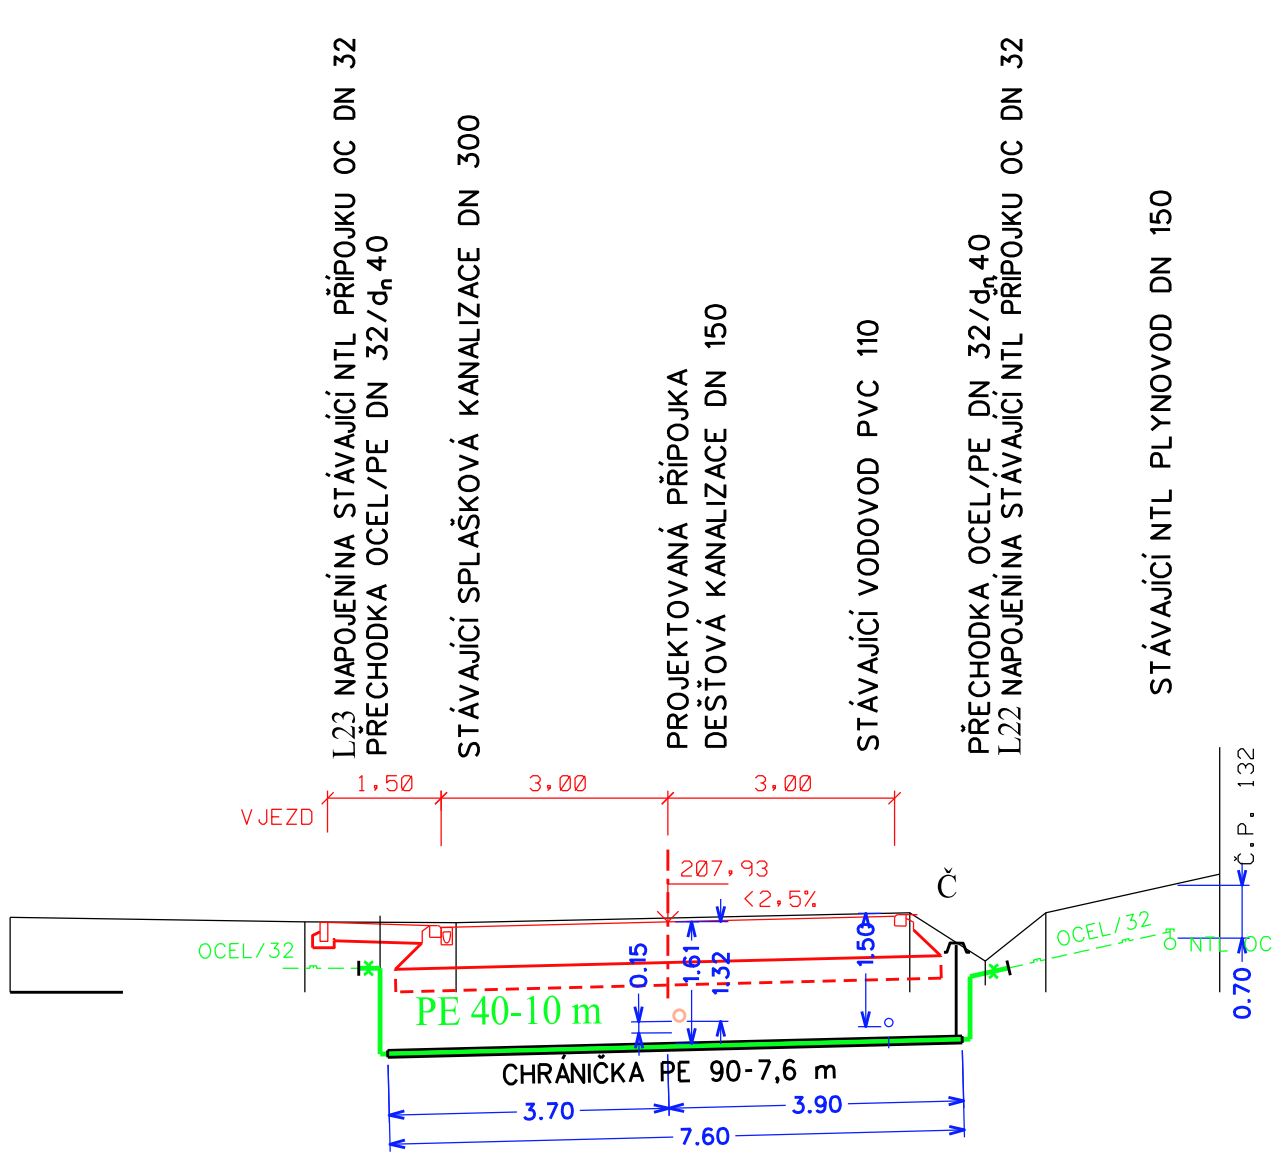 L23 NAPOJENÍ NA STÁVAJÍCÍ NTL PŘÍPOJKU OC DN 32
PŘECHODKA OCEL/PE DN 32/dn 40
STÁVAJÍCÍ SPLAŠKOVÁ KANALIZACE DN 300
PROJEKTOVANÁ PŘÍPOJKA
DEŠŤOVÁ KANALIZACE DN 150
STÁVAJÍCÍ VODOVOD PVC 110
PŘECHODKA OCEL/PE DN 32/dn 40
L22 NAPOJENÍ NA STÁVAJÍCÍ NTL PŘÍPOJKU OC DN 32
STÁVAJÍCÍ NTL PLYNOVOD DN 150
1,50
3,00
3,00
VJEZD
Č.P. 132
207,93
<2,5%
Č
OCEL/32
OCEL/32
NTL OC
0.15
1.61
1.32
1.50
0.70
PE 40-10 m
CHRÁNIČKA PE 90-7,6 m
3.70
3.90
7.60